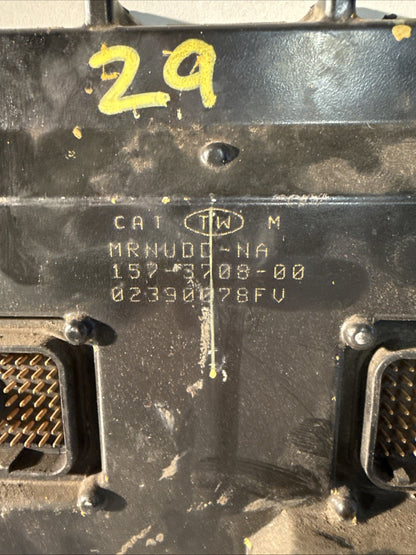 29
CAT TW M
MRNUDD-NA
157-3708-00
02390078FV